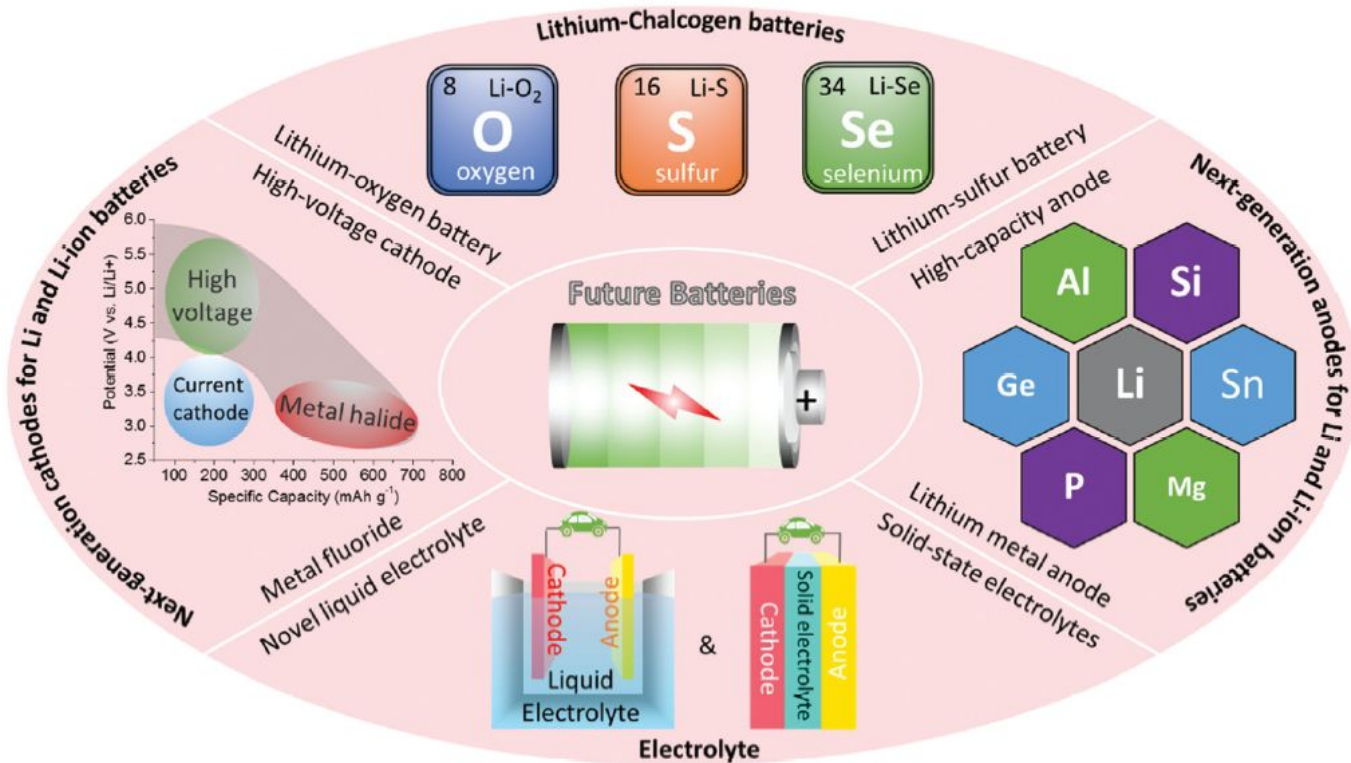 Lithium-Chalcogen batteries
8 Li-O₂
O
oxygen
16 Li-S
S
sulfur
34 Li-Se
Se
selenium
Lithium-oxygen battery
High-voltage cathode
Lithium-sulfur battery
High-capacity anode
Next-generation cathodes for Li and Li-ion batteries
Potential (V vs. Li/Li+)
6.0
5.5
5.0
4.5
4.0
3.5
3.0
2.5
High
voltage
Current
cathode
Metal halide
100 200 300 400 500 600 700 800
Specific Capacity (mAh g⁻¹)
Future Batteries
+
Next-generation anodes for Li and Li-ion batteries
Al
Si
Ge
Li
Sn
P
Mg
Metal fluoride
Novel liquid electrolyte
Lithium metal anode
Solid-state electrolytes
Cathode
Anode
Liquid
Electrolyte
&
Cathode
Solid electrolyte
Anode
Electrolyte